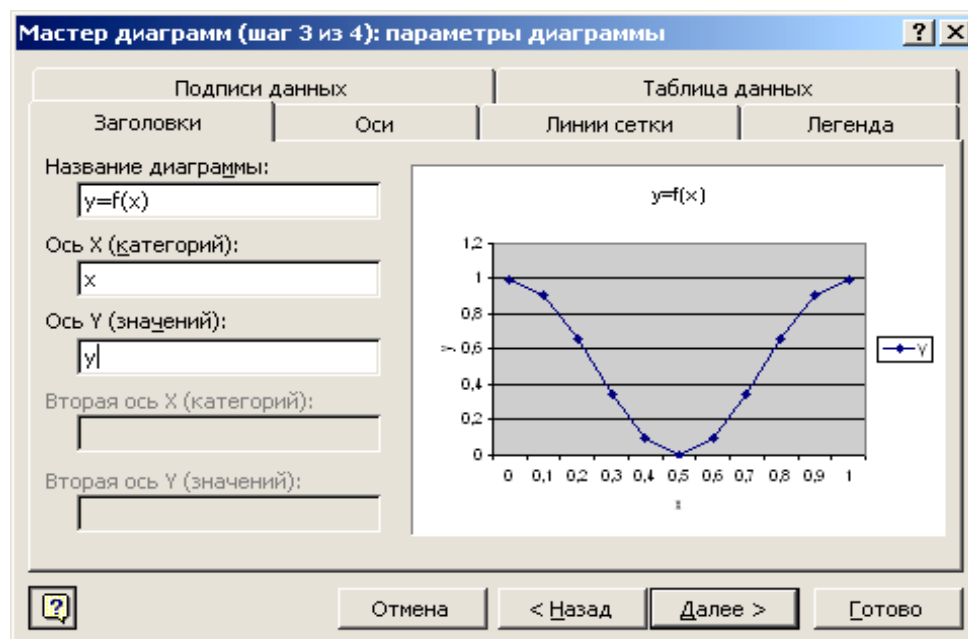 Мастер диаграмм (шаг 3 из 4): параметры диаграммы
Подписи данных
Таблица данных
Заголовки
Оси
Линии сетки
Легенда
Название диаграммы:
y=f(x)
Ось X (категорий):
x
Ось Y (значений):
y
Вторая ось X (категорий):
Вторая ось Y (значений):
y=f(x)
1,2
1
0,8
0,6
0,4
0,2
0
y
0 0,1 0,2 0,3 0,4 0,5 0,6 0,7 0,8 0,9 1
x
y
Отмена
< Назад
Далее >
Готово